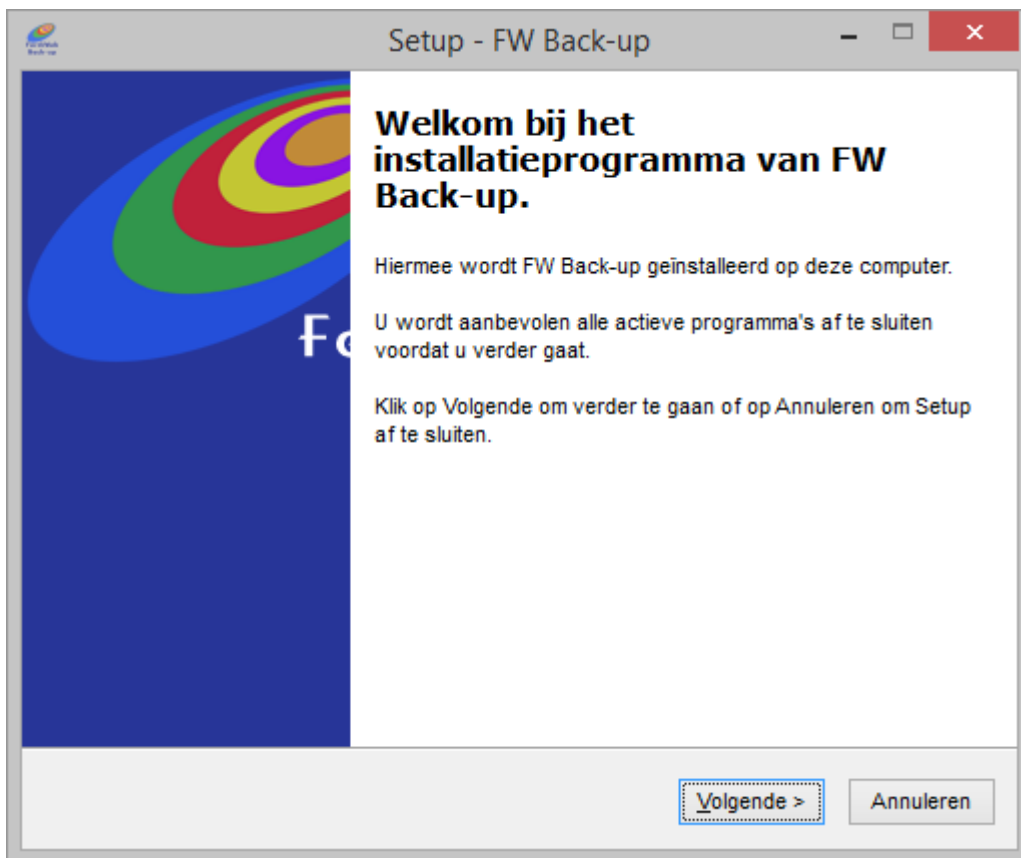 Setup - FW Back-up
Welkom bij het
installatieprogramma van FW
Back-up.
Hiermee wordt FW Back-up geïnstalleerd op deze computer.
U wordt aanbevolen alle actieve programma's af te sluiten
voordat u verder gaat.
Klik op Volgende om verder te gaan of op Annuleren om Setup
af te sluiten.
Volgende >
Annuleren